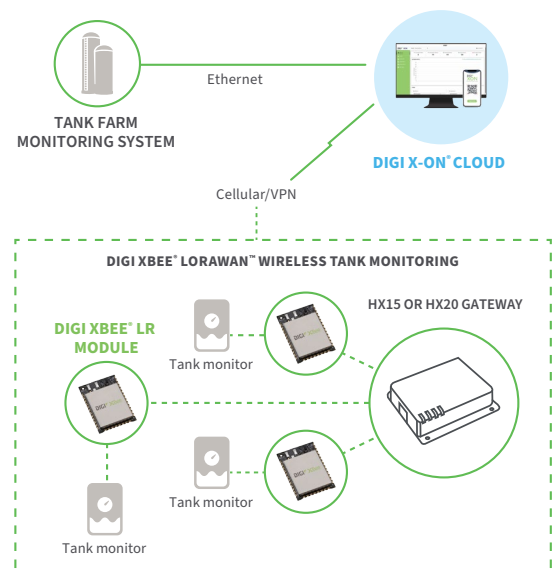 Ethernet
TANK FARM
MONITORING SYSTEM
DIGI X-ON® CLOUD
Cellular/VPN
DIGI XBEE® LORAWAN™ WIRELESS TANK MONITORING
HX15 OR HX20 GATEWAY
DIGI XBEE® LR
MODULE
Tank monitor
Tank monitor
Tank monitor